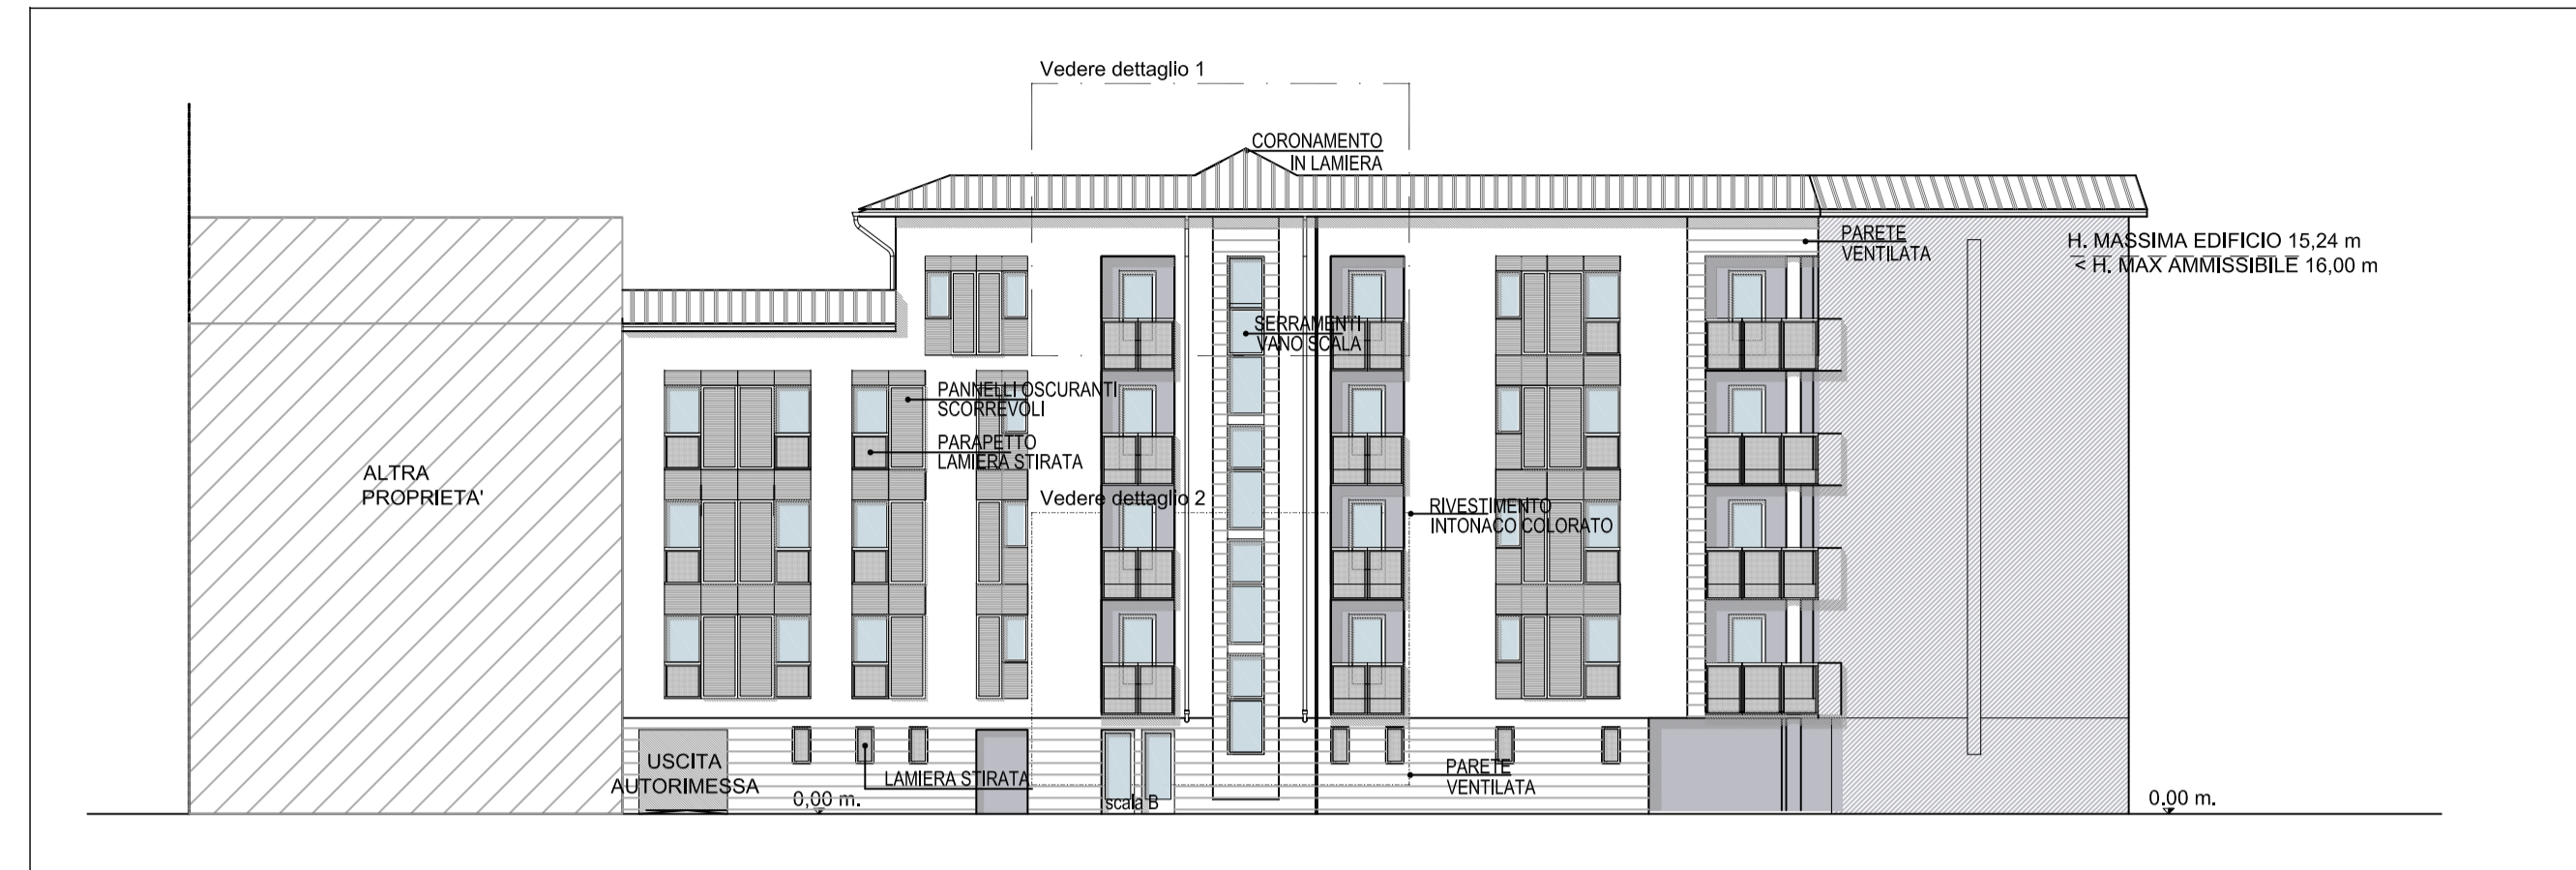 Vedere dettaglio 1
CORONAMENTO
IN LAMIERA
PARETE
VENTILATA
H. MASSIMA EDIFICIO 15,24 m
< H. MAX AMMISSIBILE 16,00 m
SERRAMENTI
VANO SCALA
PANNELLI OSCURANTI
SCORREVOLI
PARAPETTO
LAMIERA STIRATA
ALTRA
PROPRIETA'
Vedere dettaglio 2
RIVESTIMENTO
INTONACO COLORATO
USCITA
AUTORIMESSA
LAMIERA STIRATA
PARETE
VENTILATA
0,00 m.
scala B
0.00 m.